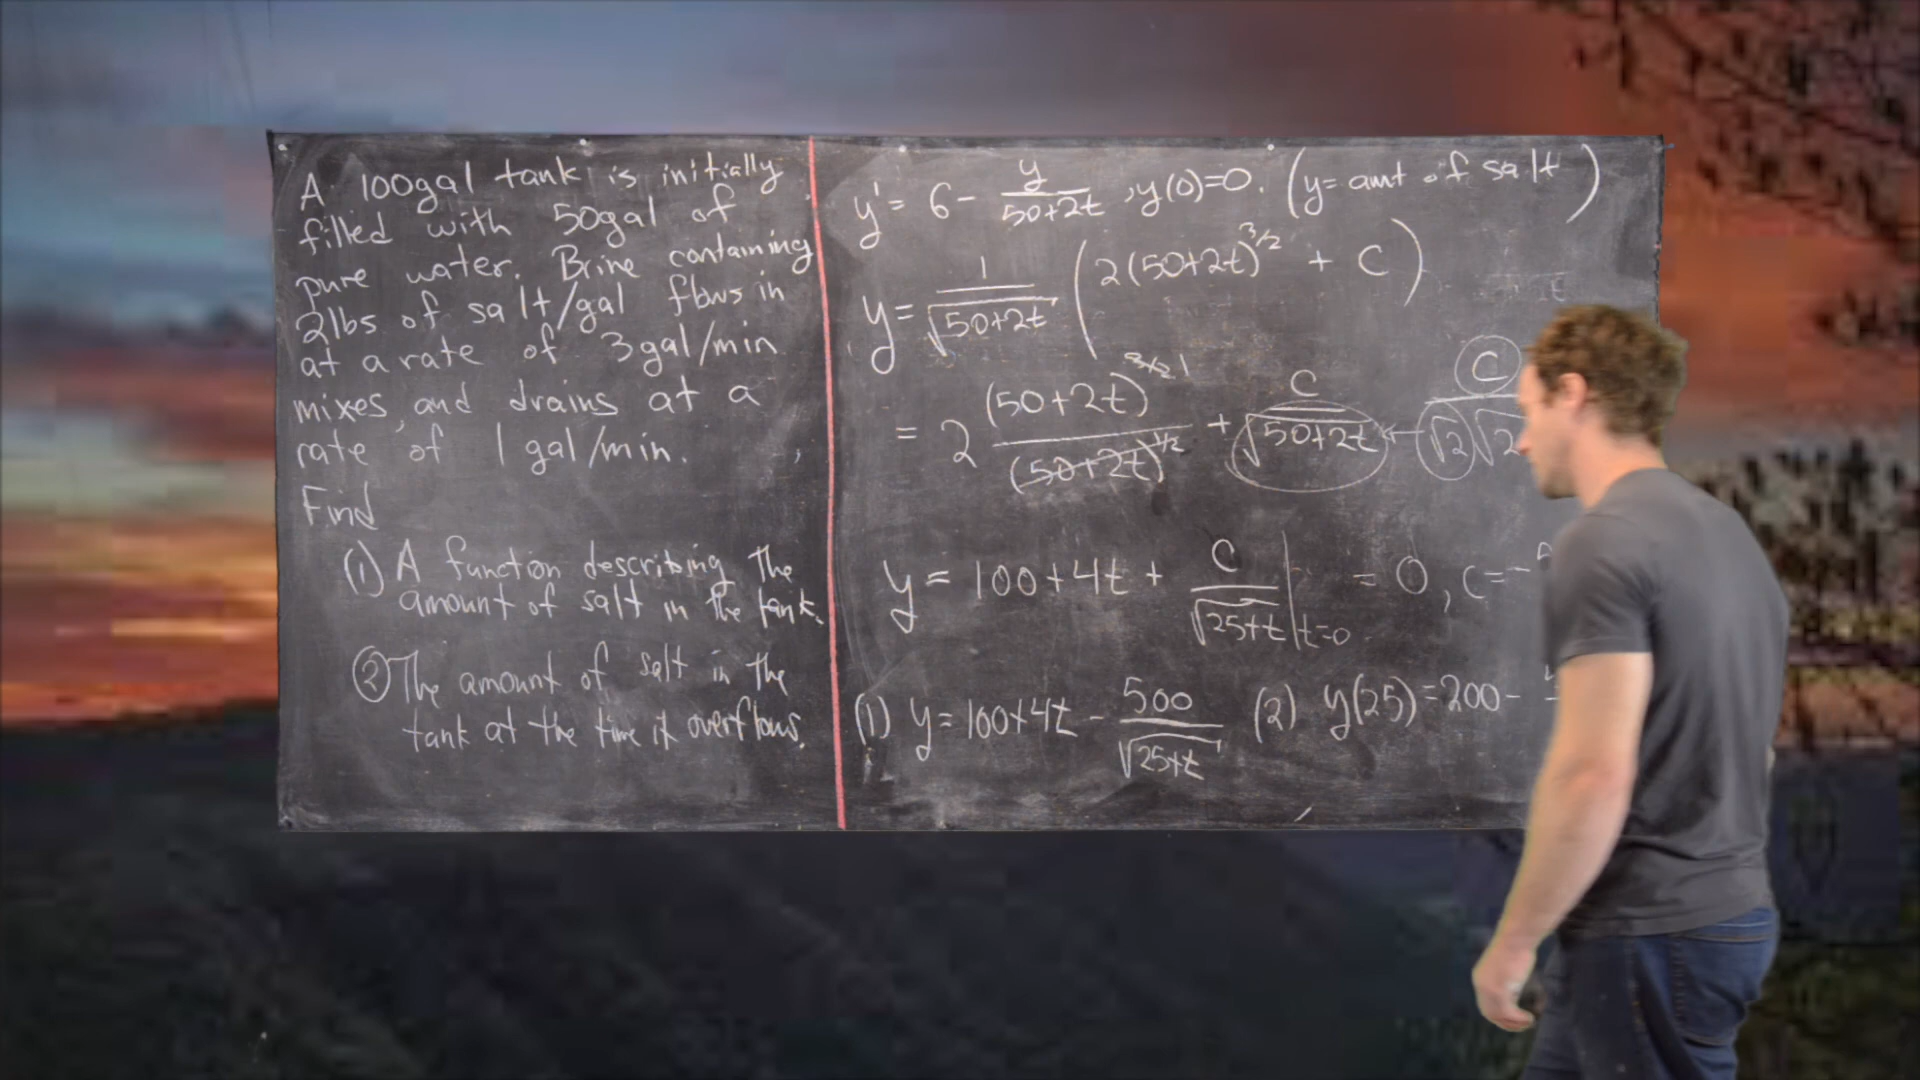 A 100gal tank is initially
filled with 50gal of
pure water. Brine containing
2lbs of salt/gal flows in
at a rate of 3gal/min
mixes, and drains at a
rate of 1 gal/min.
Find
(1) A function describing the
amount of salt in the tank.
② The amount of salt in the
tank at the time it overflows.
y' = 6 - y/(50+2t), y(0)=0. (y= amt of salt)
y = 1/√(50+2t) (2(50+2t)^3/2 + C)
= 2 (50+2t)^1/(50+2t)^1/2 + C/√(50+2t) ← C/√2√2
y = 100+4t + C/√(25+t) |t=0 = 0, C=-
(1) y=100+4t - 500/√(25+t) (2) y(25)=200-